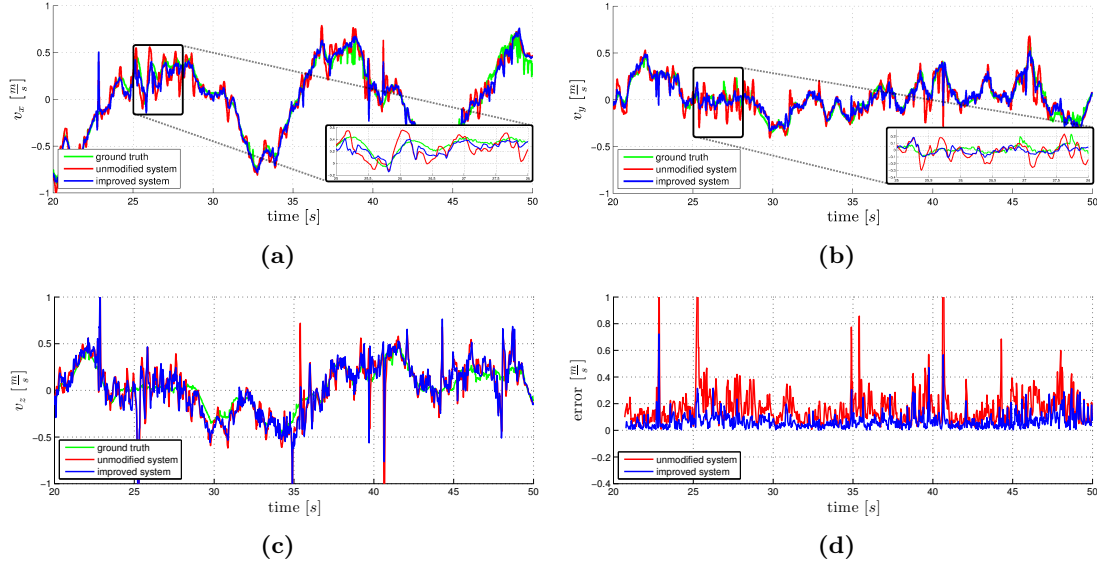 1
0.5
0
−0.5
−1
v_x [m/s]
ground truth
unmodified system
improved system
20 25 30 35 40 45 50
time [s]
(a)
1
0.5
0
−0.5
−1
v_y [m/s]
ground truth
unmodified system
improved system
20 25 30 35 40 45 50
time [s]
(b)
1
0.5
0
−0.5
−1
v_z [m/s]
ground truth
unmodified system
improved system
20 25 30 35 40 45 50
time [s]
(c)
1
0.8
0.6
0.4
0.2
0
−0.2
−0.4
error [m/s]
unmodified system
improved system
20 25 30 35 40 45 50
time [s]
(d)